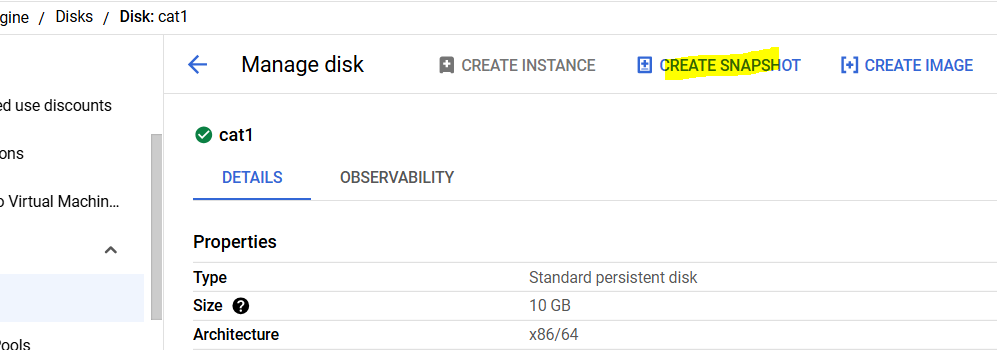 gine / Disks / Disk: cat1
Manage disk CREATE INSTANCE CREATE SNAPSHOT CREATE IMAGE
ed use discounts
cat1
ons
DETAILS OBSERVABILITY
o Virtual Machin...
Properties
Type Standard persistent disk
Size ? 10 GB
Architecture x86/64
Pools